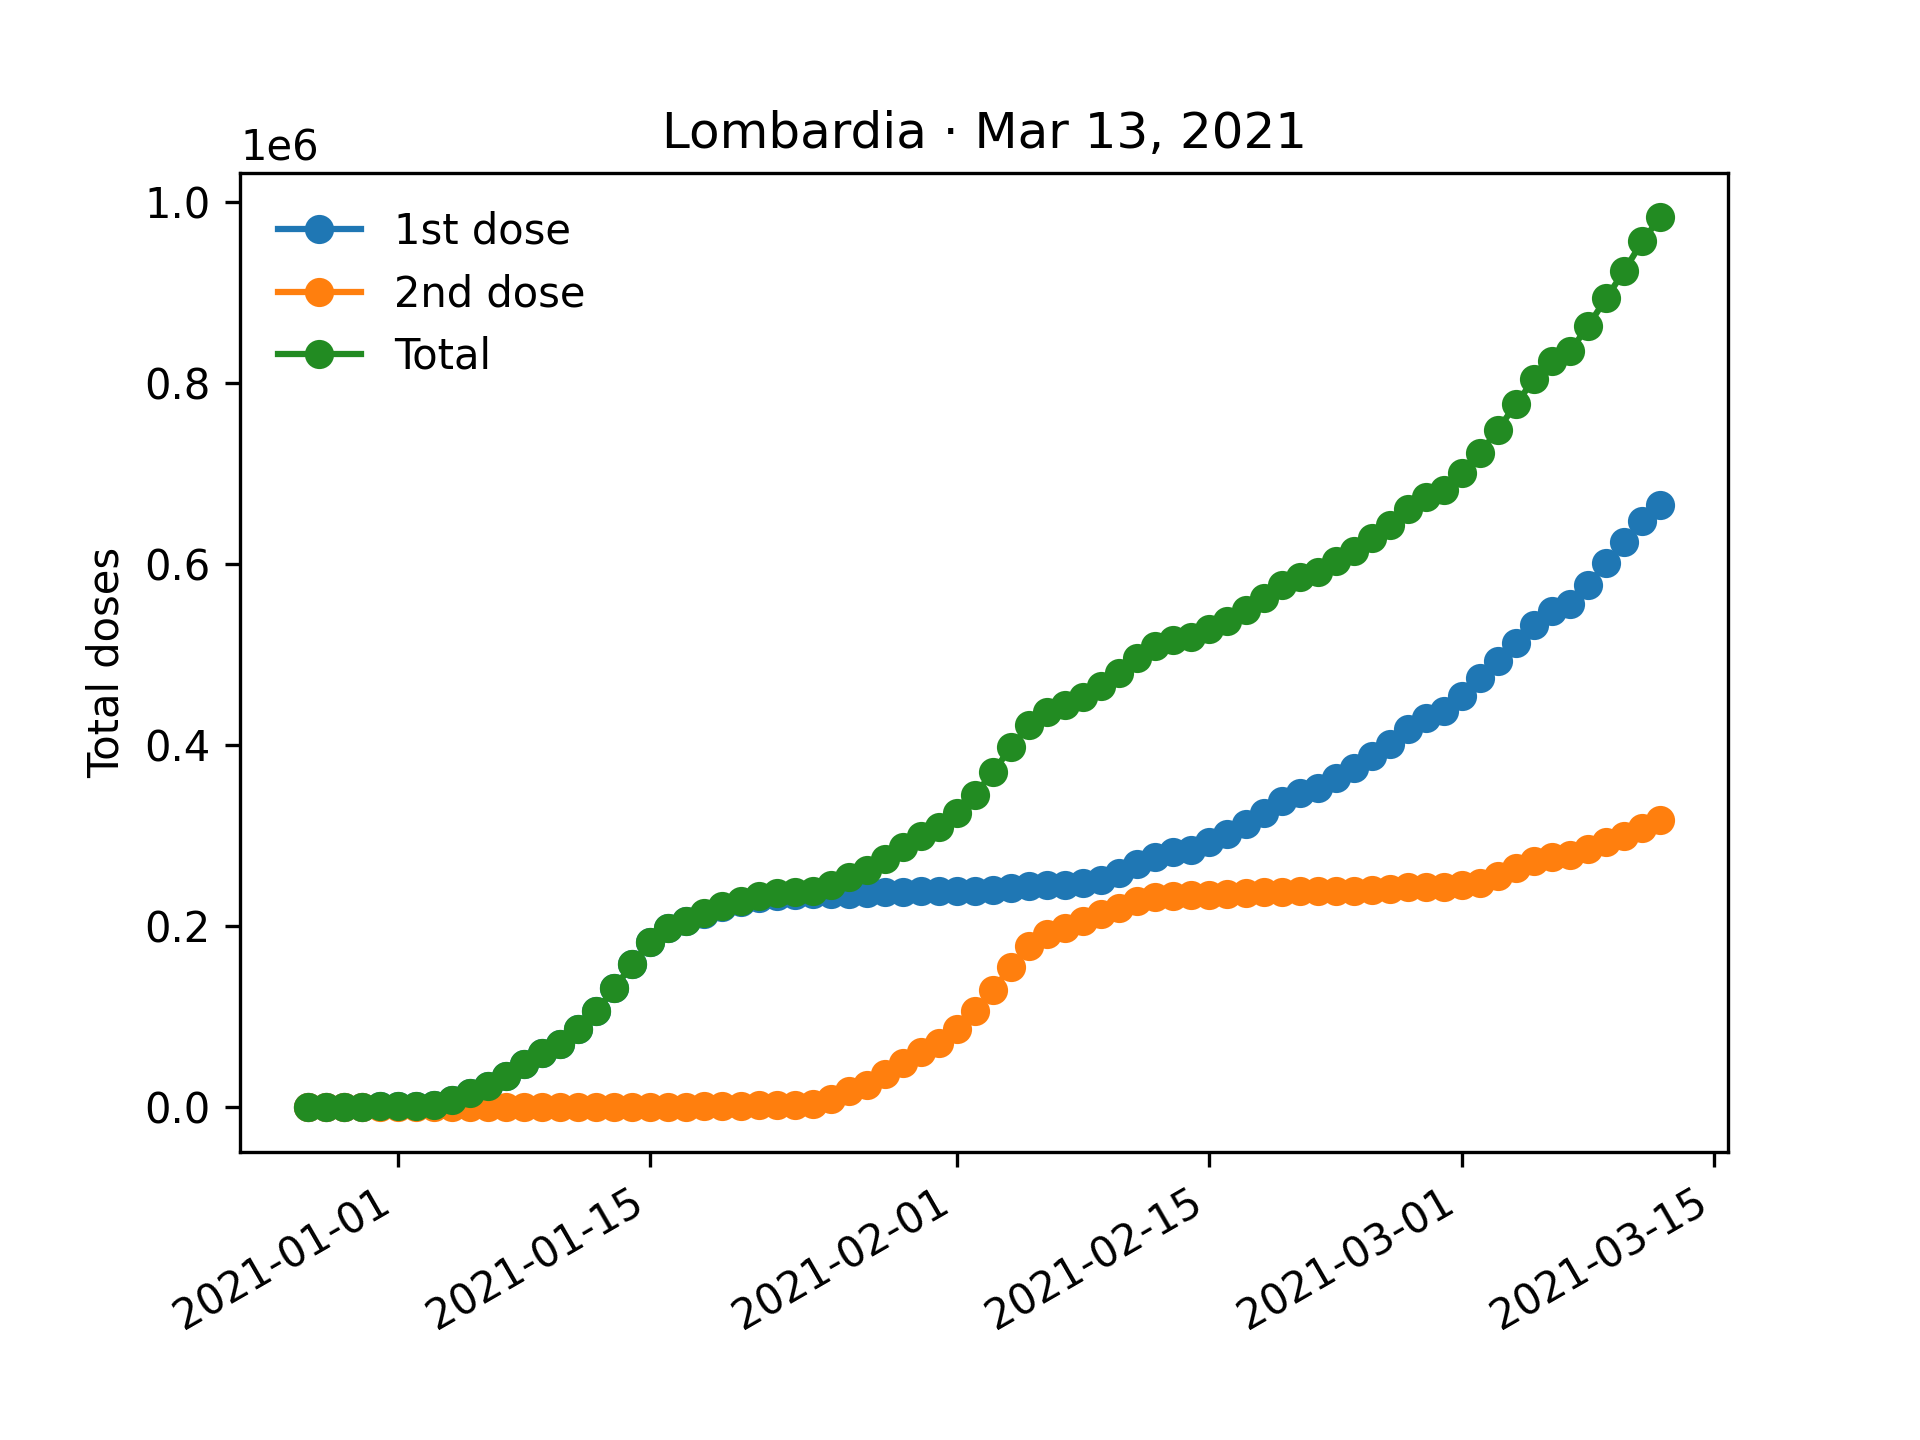 Lombardia · Mar 13, 2021
1e6
1.0
0.8
0.6
0.4
0.2
0.0
Total doses
1st dose
2nd dose
Total
2021-01-01
2021-01-15
2021-02-01
2021-02-15
2021-03-01
2021-03-15